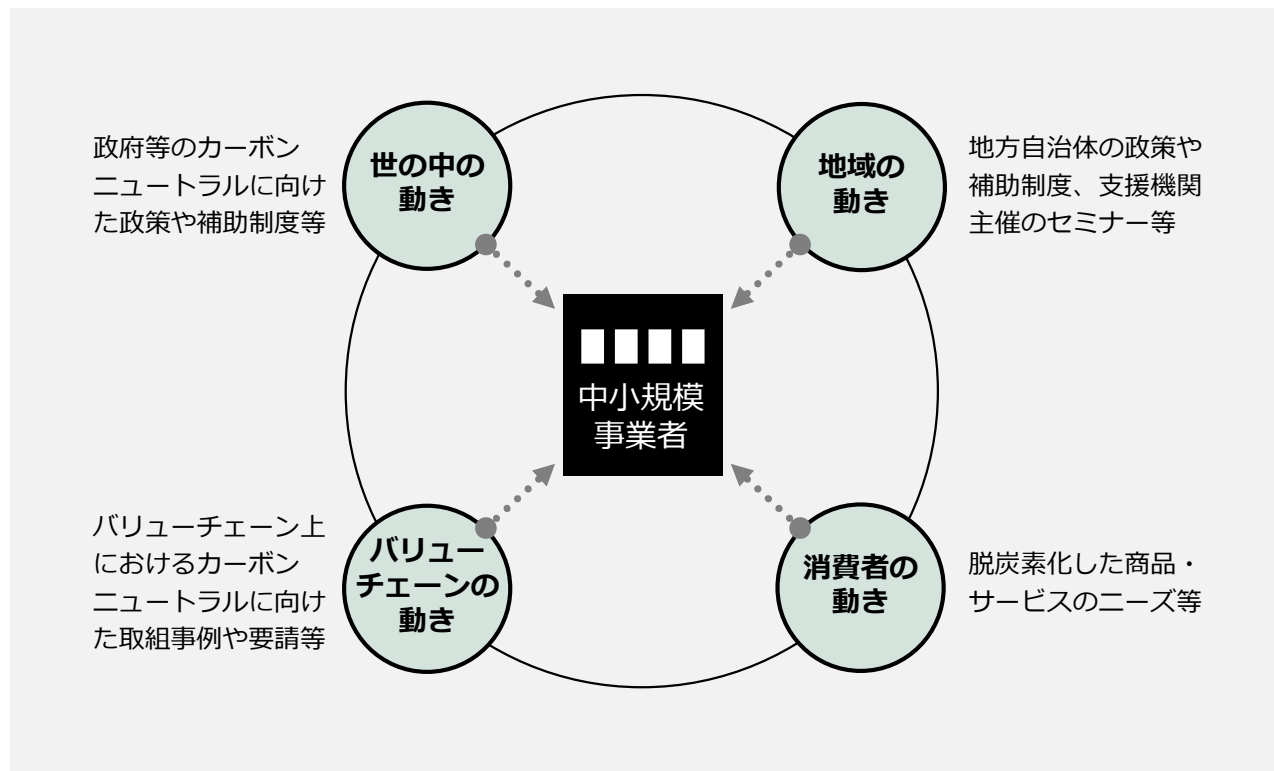 政府等のカーボン
ニュートラルに向け
た政策や補助制度等
世の中の
動き
地域の
動き
地方自治体の政策や
補助制度、支援機関
主催のセミナー等
中小規模
事業者
バリューチェーン上
におけるカーボン
ニュートラルに向け
た取組事例や要請等
バリュー
チェーンの
動き
消費者の
動き
脱炭素化した商品・
サービスのニーズ等